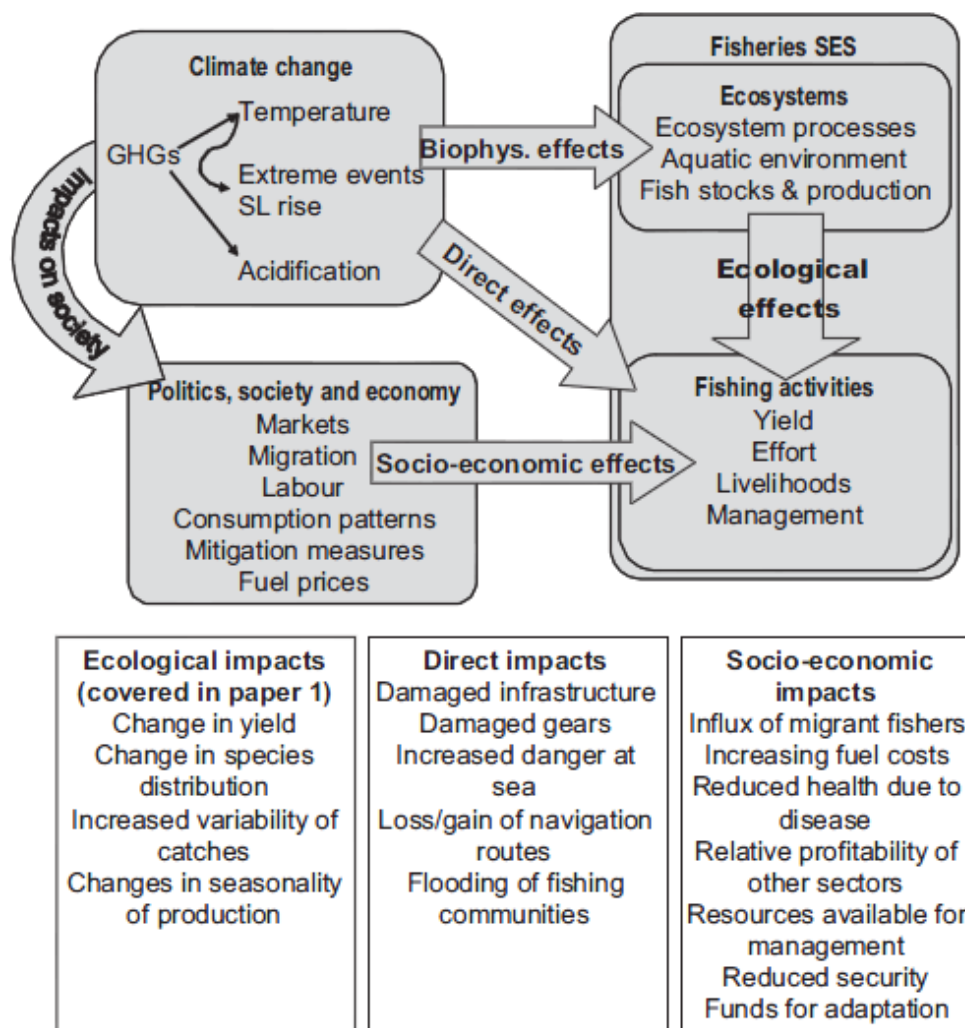 Climate change
Temperature
GHGs
Extreme events
SL rise
Acidification
Impacts on society
Biophys. effects
Direct effects
Fisheries SES
Ecosystems
Ecosystem processes
Aquatic environment
Fish stocks & production
Ecological
effects
Politics, society and economy
Markets
Migration
Labour
Consumption patterns
Mitigation measures
Fuel prices
Socio-economic effects
Fishing activities
Yield
Effort
Livelihoods
Management
Ecological impacts
(covered in paper 1)
Change in yield
Change in species
distribution
Increased variability of
catches
Changes in seasonality
of production
Direct impacts
Damaged infrastructure
Damaged gears
Increased danger at
sea
Loss/gain of navigation
routes
Flooding of fishing
communities
Socio-economic
impacts
Influx of migrant fishers
Increasing fuel costs
Reduced health due to
disease
Relative profitability of
other sectors
Resources available for
management
Reduced security
Funds for adaptation